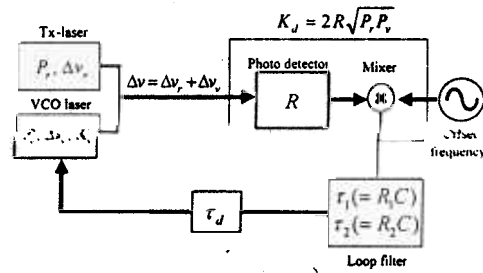 K_d = 2R√P_r P_v
Tx-laser
P_r, Δν_r
VCO laser
Δν = Δν_r + Δν_v
Photo detector
R
Mixer
Offset
frequency
τ_d
τ_1(= R_1C)
τ_2(= R_2C)
Loop filter